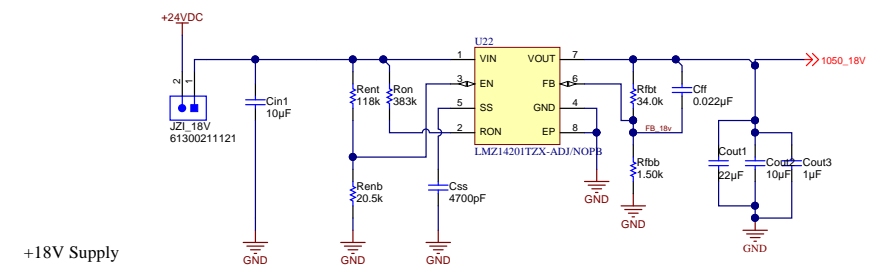 +24VDC
2
1
JZI_18V
61300211121
Cin1
10µF
Rent
118k
Ron
383k
Renb
20.5k
Css
4700pF
U22
1
VIN
VOUT
7
3
EN
FB
6
5
SS
GND
4
2
RON
EP
8
LMZ14201TZX-ADJ/NOPB
Rfbt
34.0k
Cff
0.022µF
FB_18v
Rfbb
1.50k
1050_18V
Cout1
22µF
Cout2
10µF
Cout3
1µF
GND
GND
GND
GND
GND
GND
+18V Supply